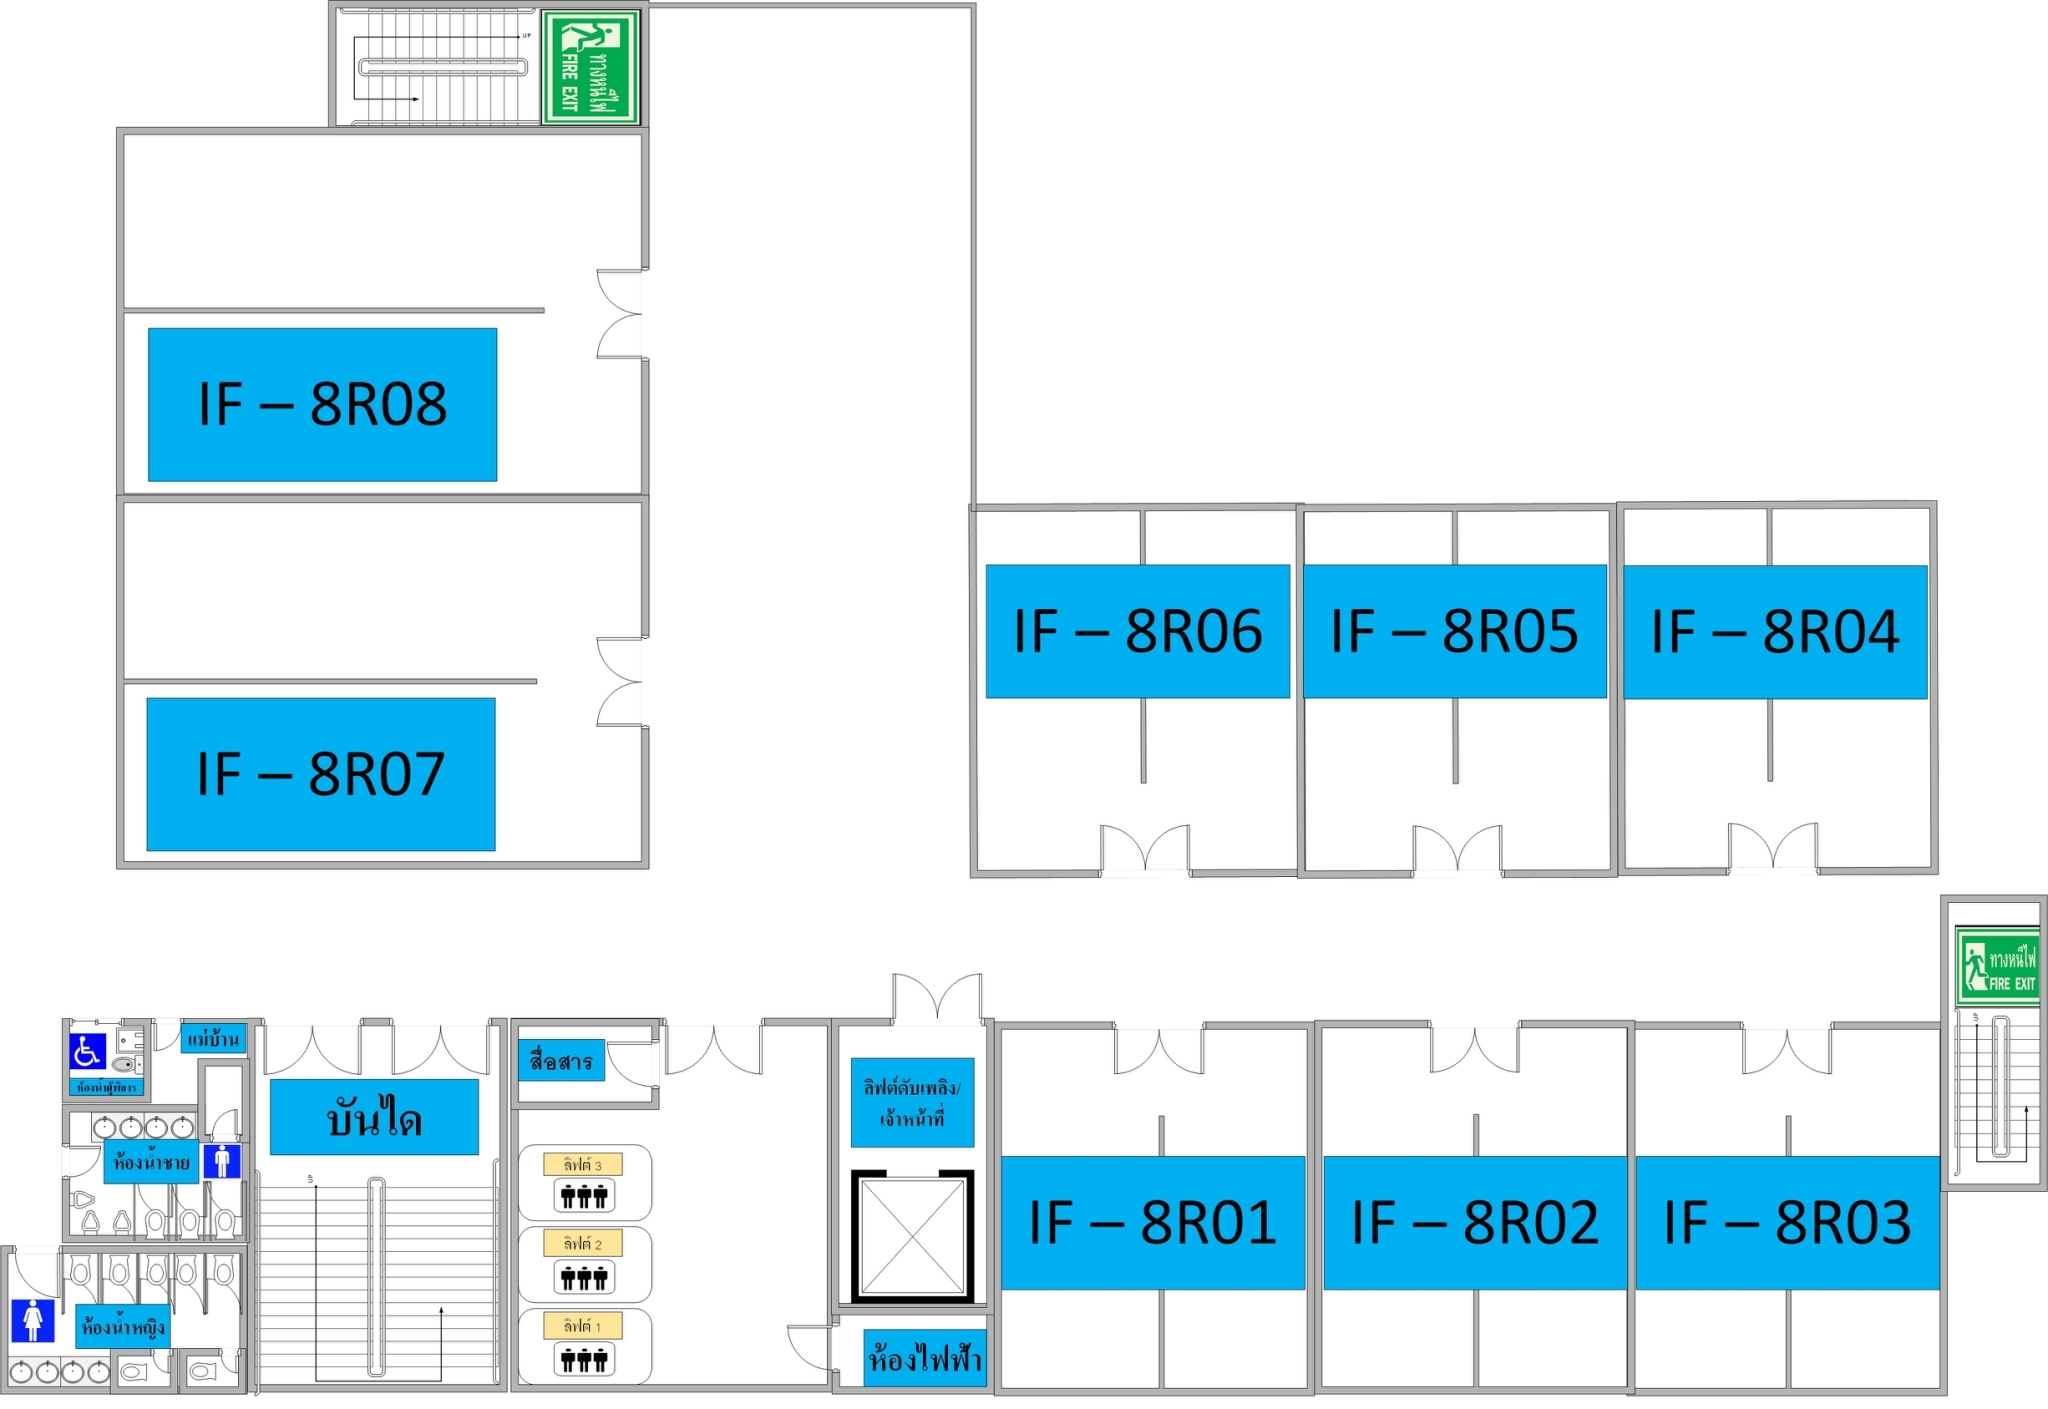 UP
ทางหนีไฟ
FIRE EXIT
IF – 8R08
IF – 8R06
IF – 8R05
IF – 8R04
IF – 8R07
ทางหนีไฟ
FIRE EXIT
UP
แม่บ้าน
ห้องน้ำผู้พิการ
สื่อสาร
บันได
ลิฟต์ดับเพลิง/
เจ้าหน้าที่
ห้องน้ำชาย
ลิฟต์ 3
UP
IF – 8R01
IF – 8R02
IF – 8R03
ลิฟต์ 2
ห้องน้ำหญิง
ลิฟต์ 1
ห้องไฟฟ้า